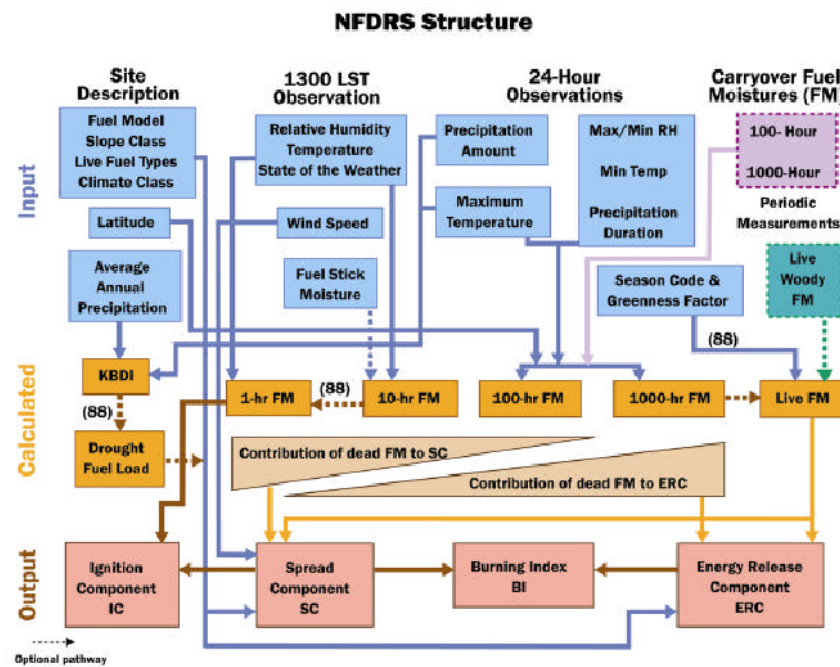 NFDRS Structure
Site
Description
1300 LST
Observation
24-Hour
Observations
Carryover Fuel
Moistures (FM)
Input
Fuel Model
Slope Class
Live Fuel Types
Climate Class
Relative Humidity
Temperature
State of the Weather
Precipitation
Amount
Max/Min RH
Min Temp
Precipitation
Duration
100- Hour
1000-Hour
Latitude
Wind Speed
Maximum
Temperature
Periodic
Measurements
Average
Annual
Precipitation
Fuel Stick
Moisture
Season Code &
Greenness Factor
Live
Woody
FM
(88)
Calculated
KBDI
1-hr FM
(88)
10-hr FM
100-hr FM
1000-hr FM
Live FM
(88)
Drought
Fuel Load
Contribution of dead FM to SC
Contribution of dead FM to ERC
Output
Ignition
Component
IC
Spread
Component
SC
Burning Index
BI
Energy Release
Component
ERC
Optional pathway